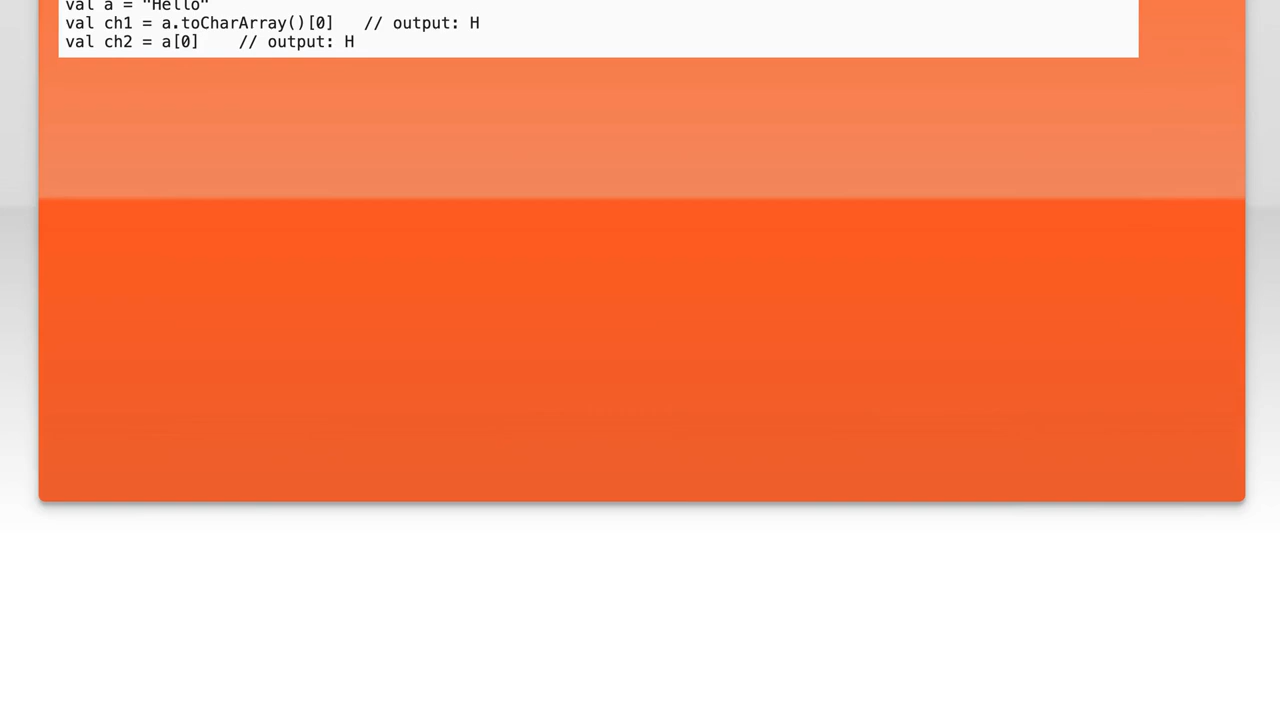 val a = "Hello"
val ch1 = a.toCharArray()[0]   // output: H
val ch2 = a[0]    // output: H